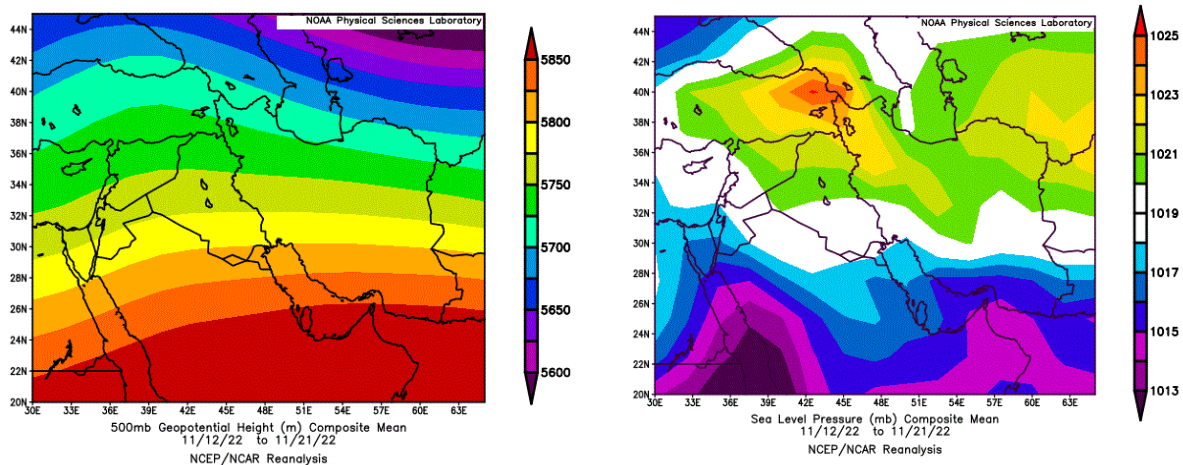 NOAA Physical Sciences Laboratory
44N
42N
40N
38N
36N
34N
32N
30N
28N
26N
24N
22N
20N
30E 33E 36E 39E 42E 45E 48E 51E 54E 57E 60E 63E
5850
5800
5750
5700
5650
5600
500mb Geopotential Height (m) Composite Mean
11/12/22 to 11/21/22
NCEP/NCAR Reanalysis
NOAA Physical Sciences Laboratory
44N
42N
40N
38N
36N
34N
32N
30N
28N
26N
24N
22N
20N
30E 33E 36E 39E 42E 45E 48E 51E 54E 57E 60E 63E
1025
1023
1021
1019
1017
1015
1013
Sea Level Pressure (mb) Composite Mean
11/12/22 to 11/21/22
NCEP/NCAR Reanalysis